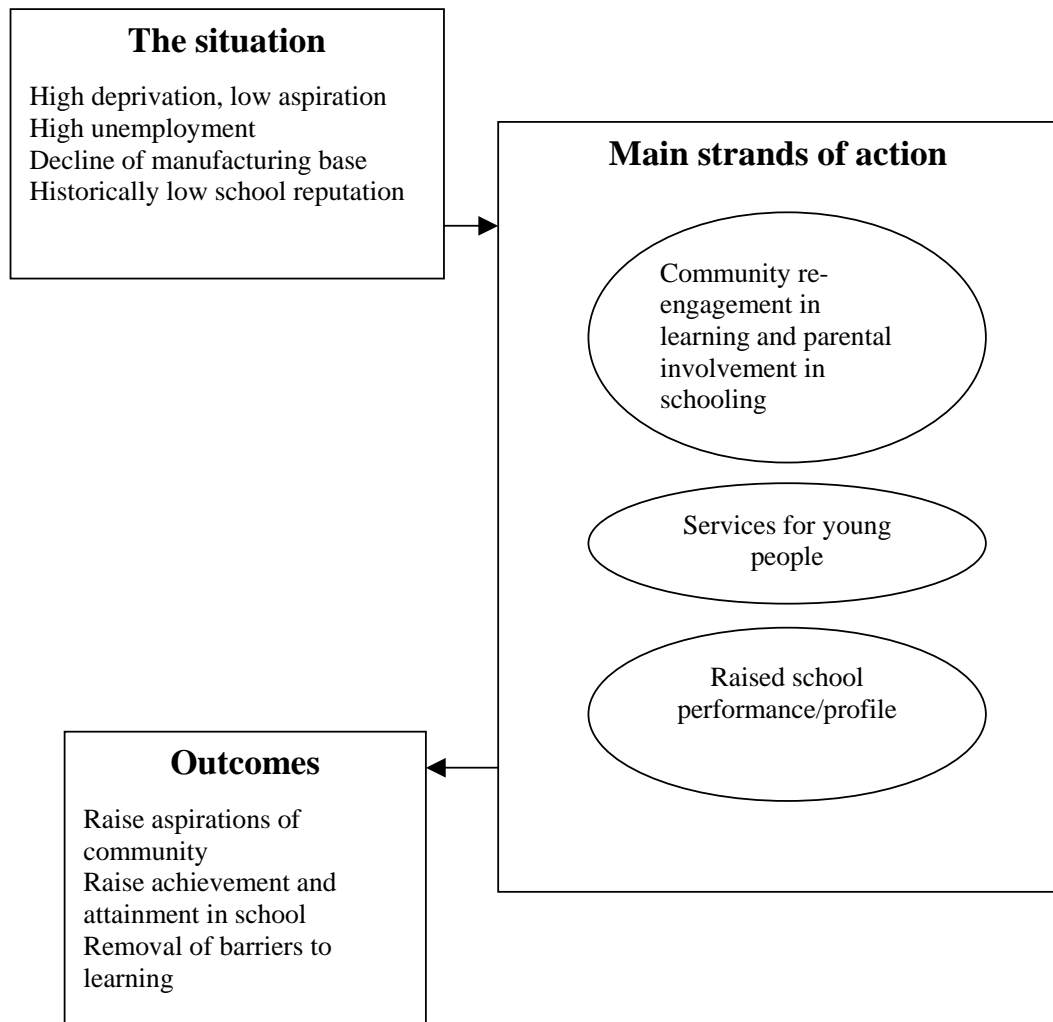 The situation
High deprivation, low aspiration
High unemployment
Decline of manufacturing base
Historically low school reputation
Main strands of action
Community re-
engagement in
learning and parental
involvement in
schooling
Services for young
people
Raised school
performance/profile
Outcomes
Raise aspirations of
community
Raise achievement and
attainment in school
Removal of barriers to
learning